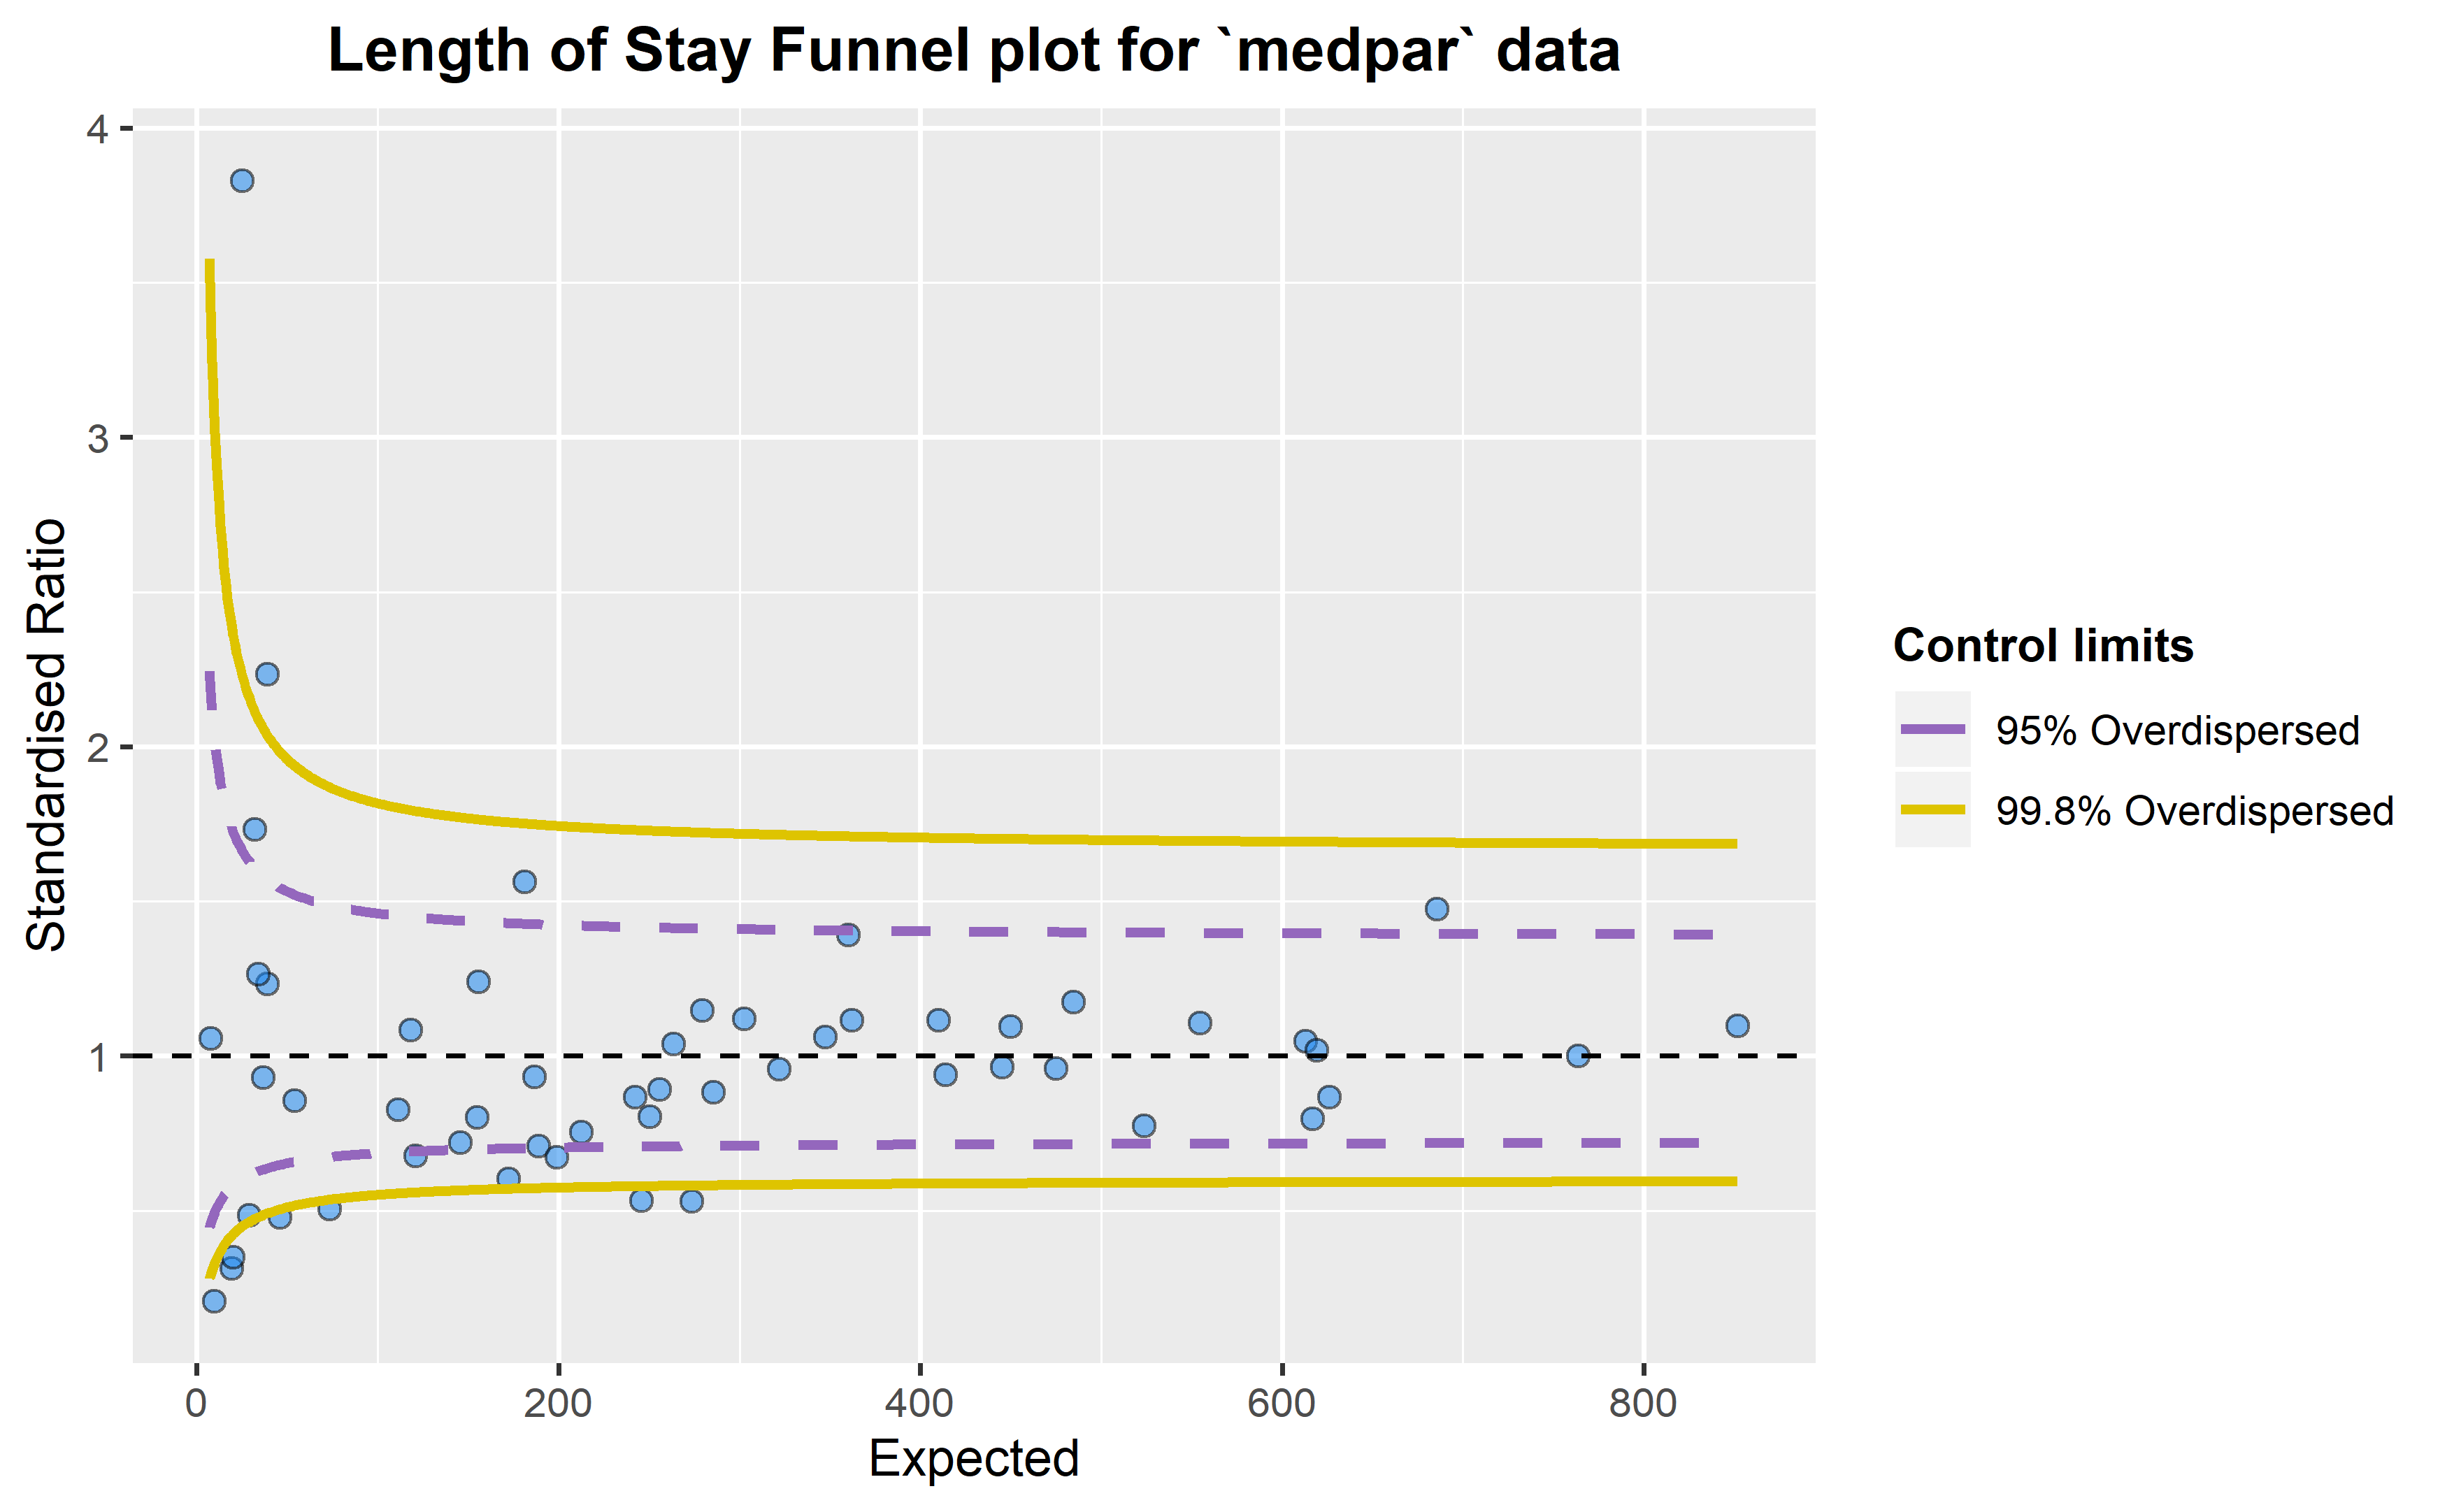 Length of Stay Funnel plot for `medpar` data
4
3
2
1
Standardised Ratio
0 200 400 600 800
Expected
Control limits
95% Overdispersed
99.8% Overdispersed